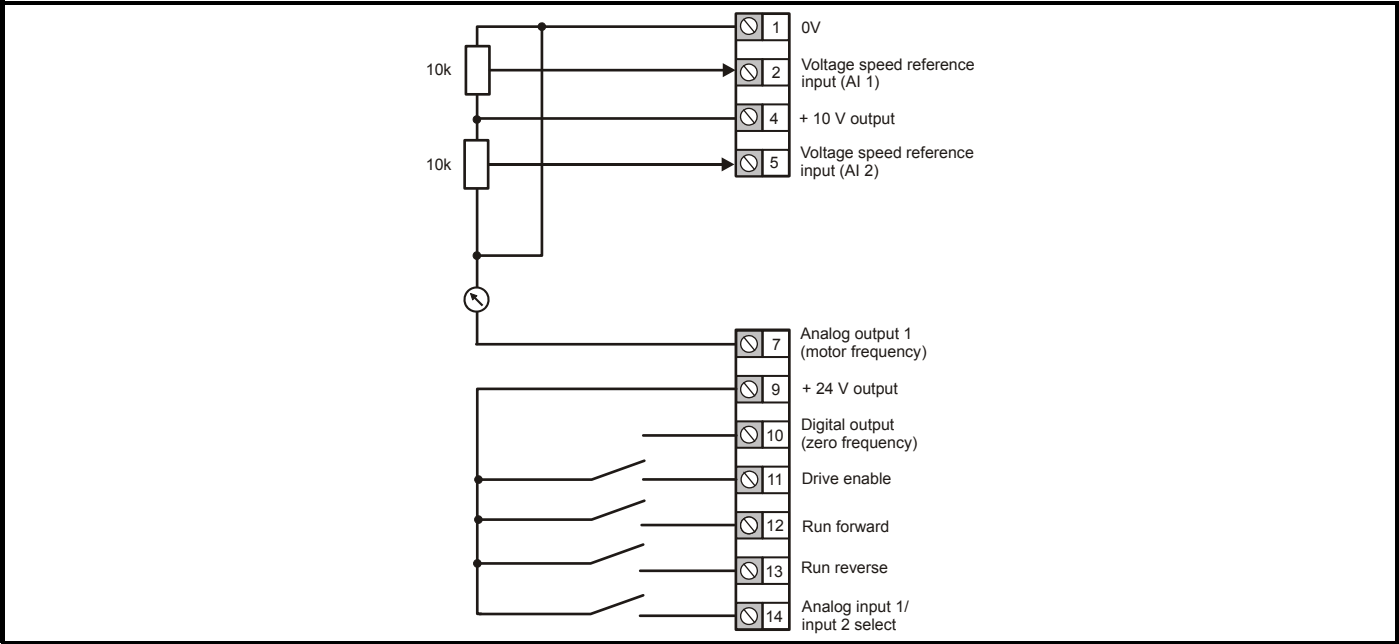 1 0V
10k
2 Voltage speed reference
input (AI 1)
4 + 10 V output
10k
5 Voltage speed reference
input (AI 2)
7 Analog output 1
(motor frequency)
9 + 24 V output
10 Digital output
(zero frequency)
11 Drive enable
12 Run forward
13 Run reverse
14 Analog input 1/
input 2 select